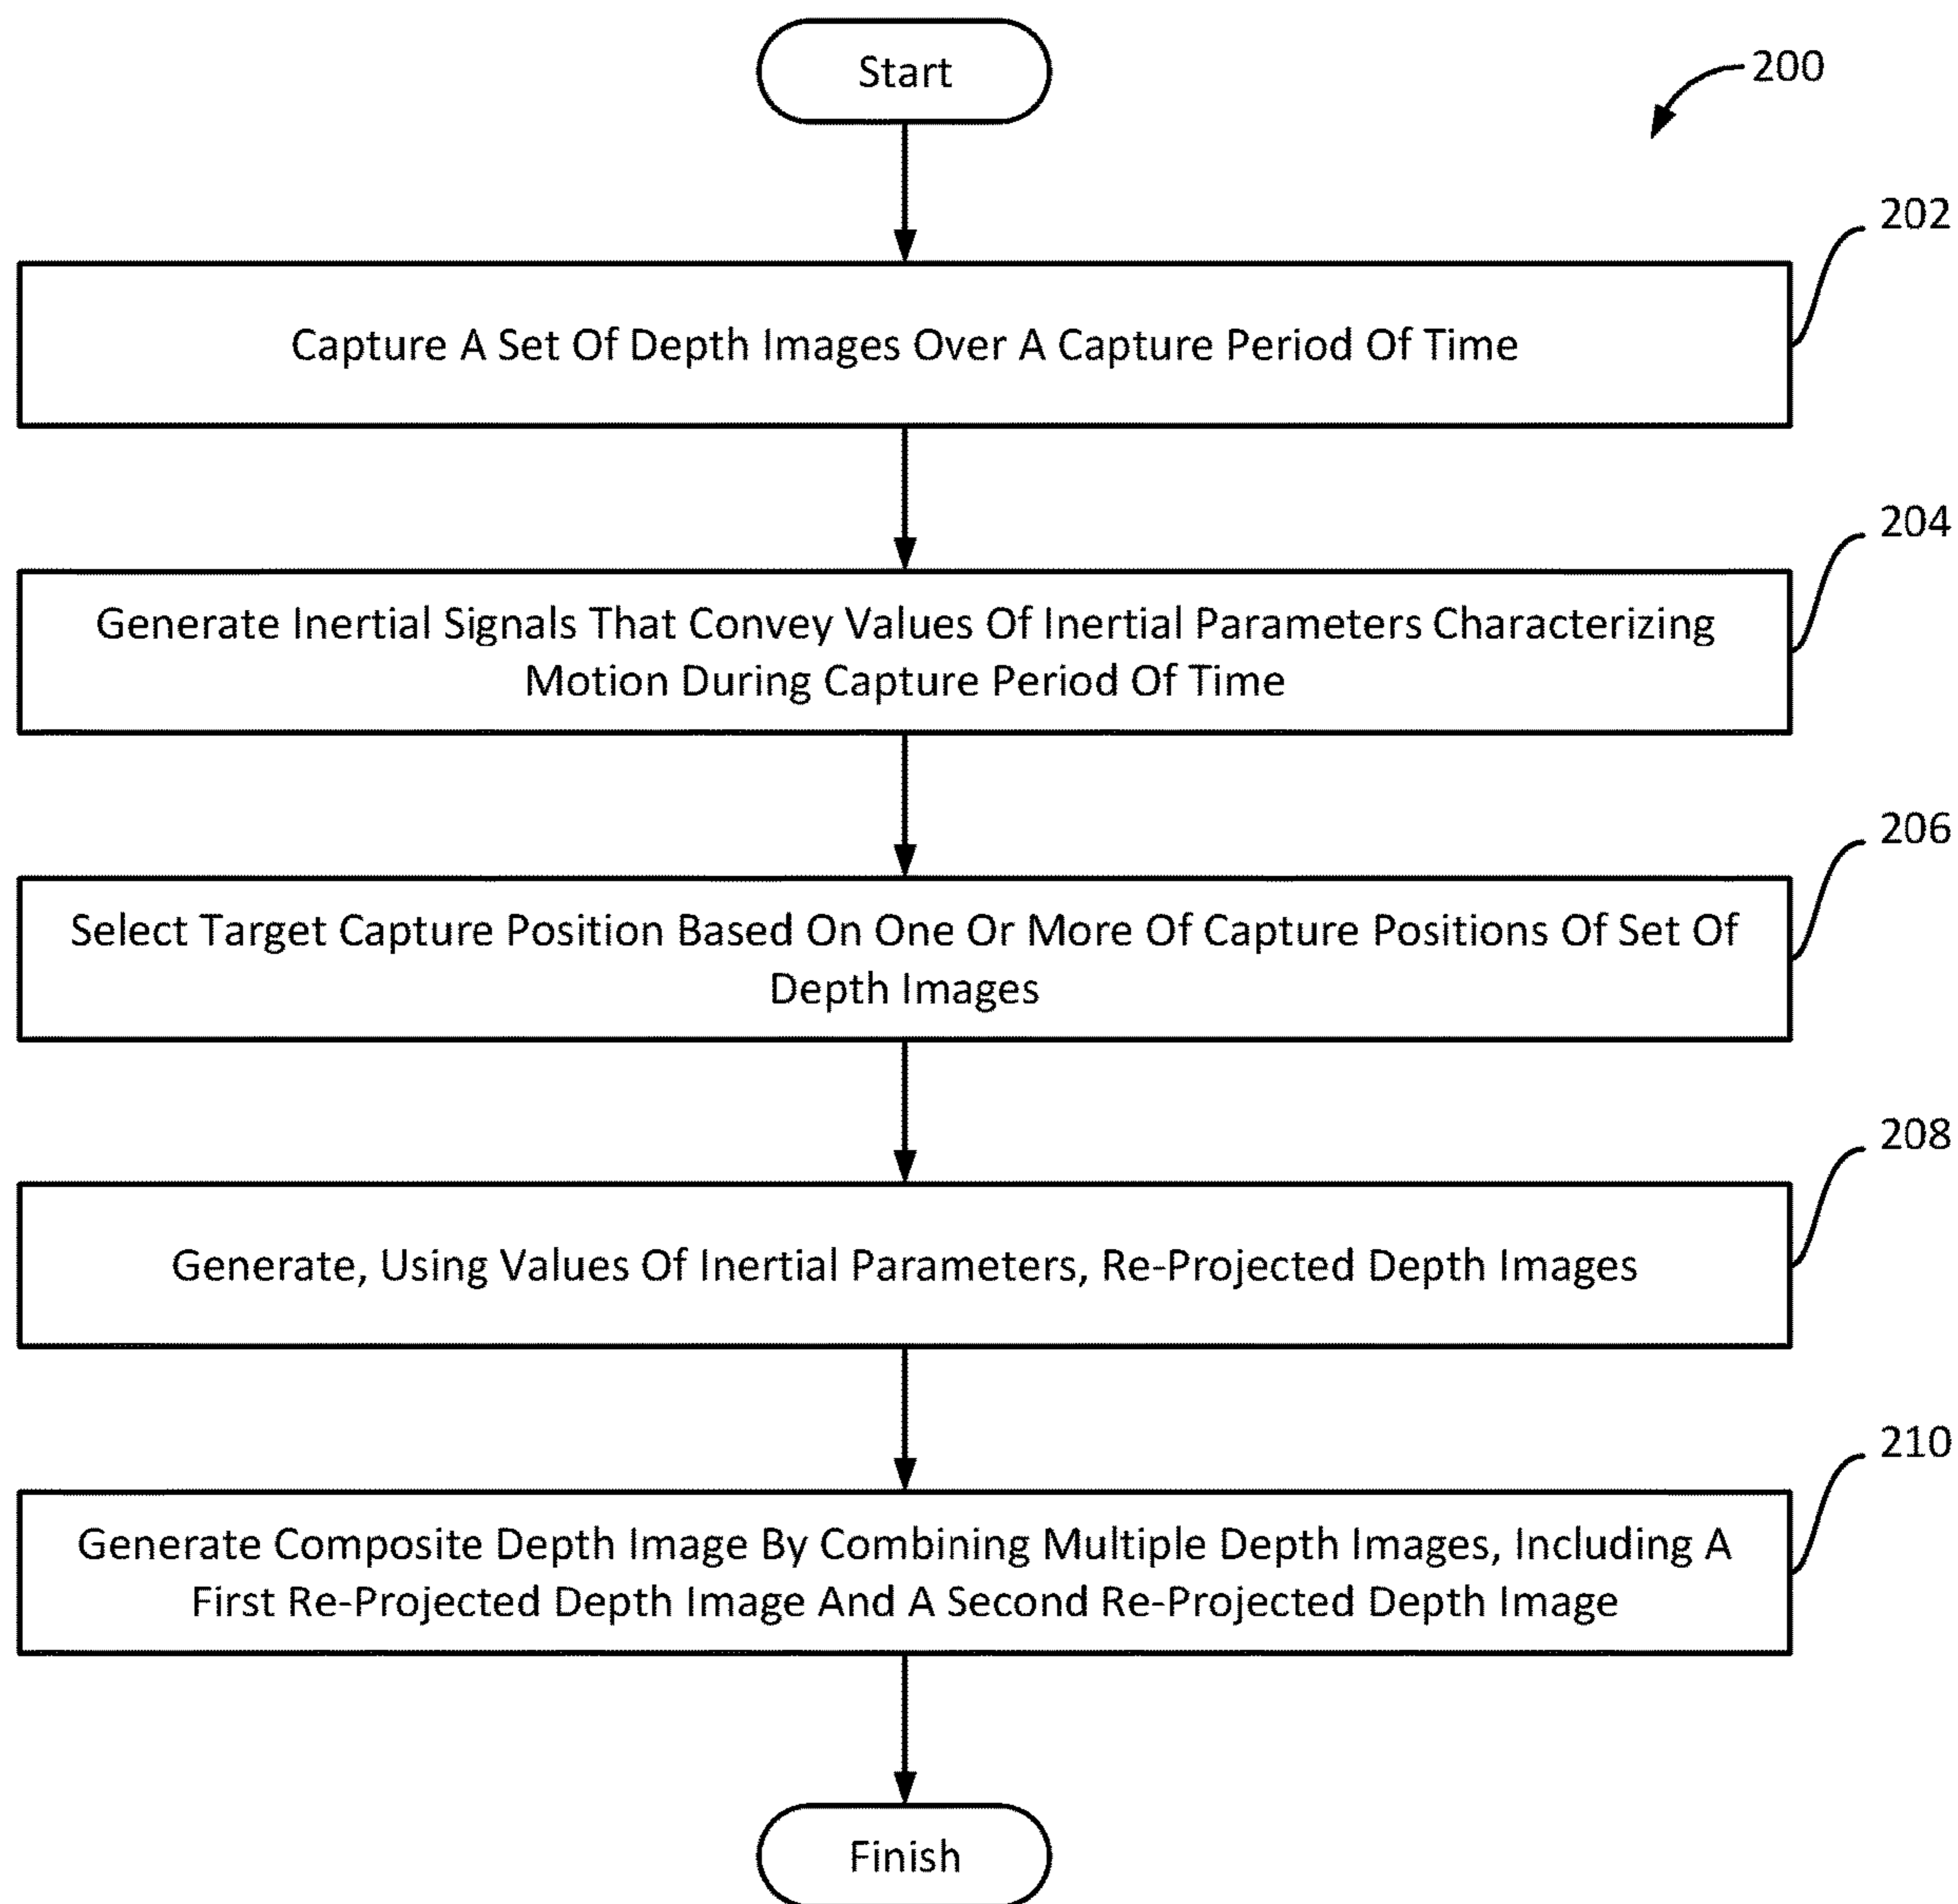 Start
200
202
Capture A Set Of Depth Images Over A Capture Period Of Time
204
Generate Inertial Signals That Convey Values Of Inertial Parameters Characterizing
Motion During Capture Period Of Time
206
Select Target Capture Position Based On One Or More Of Capture Positions Of Set Of
Depth Images
208
Generate, Using Values Of Inertial Parameters, Re-Projected Depth Images
210
Generate Composite Depth Image By Combining Multiple Depth Images, Including A
First Re-Projected Depth Image And A Second Re-Projected Depth Image
Finish